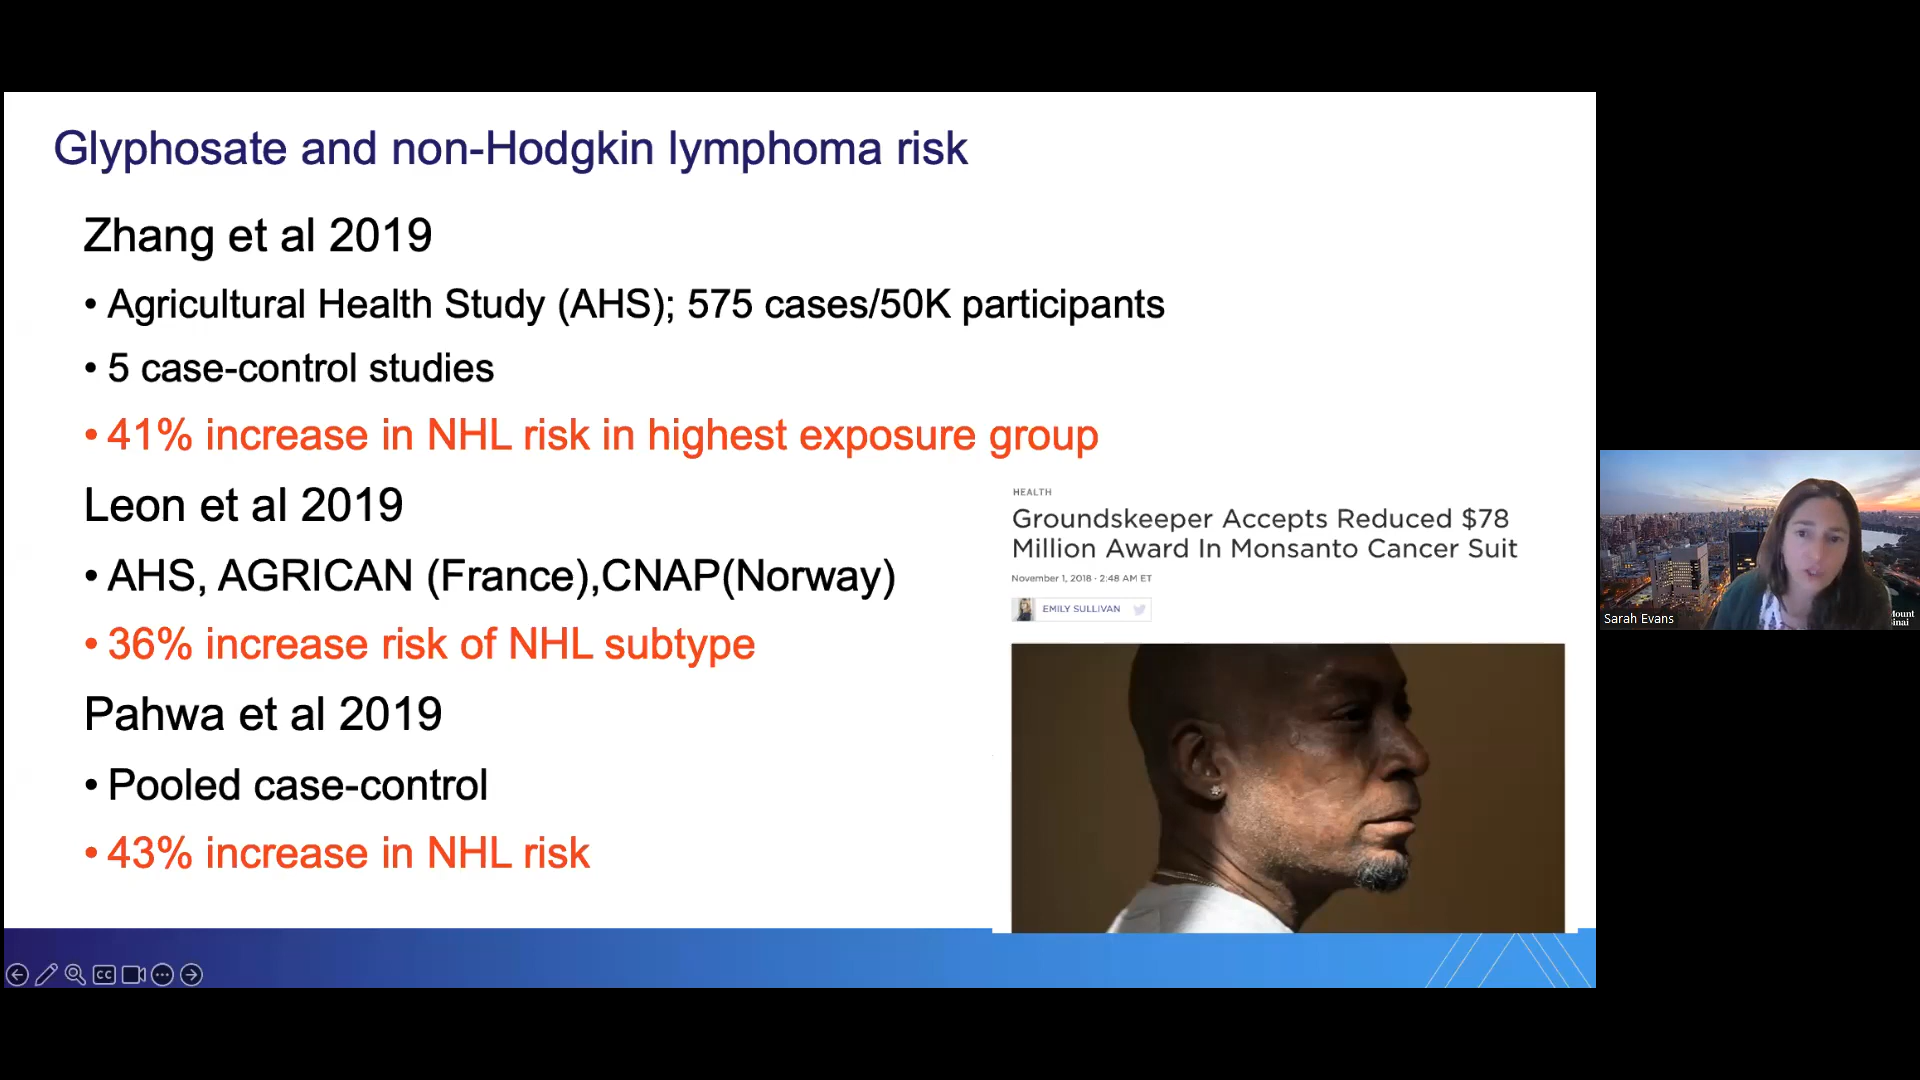 Glyphosate and non-Hodgkin lymphoma risk
Zhang et al 2019
• Agricultural Health Study (AHS); 575 cases/50K participants
• 5 case-control studies
• 41% increase in NHL risk in highest exposure group
Leon et al 2019
• AHS, AGRICAN (France),CNAP(Norway)
• 36% increase risk of NHL subtype
Pahwa et al 2019
• Pooled case-control
• 43% increase in NHL risk
HEALTH
Groundskeeper Accepts Reduced $78
Million Award In Monsanto Cancer Suit
November 1, 2018 · 2:48 AM ET
EMILY SULLIVAN
CC
Sarah Evans
Mount
Sinai